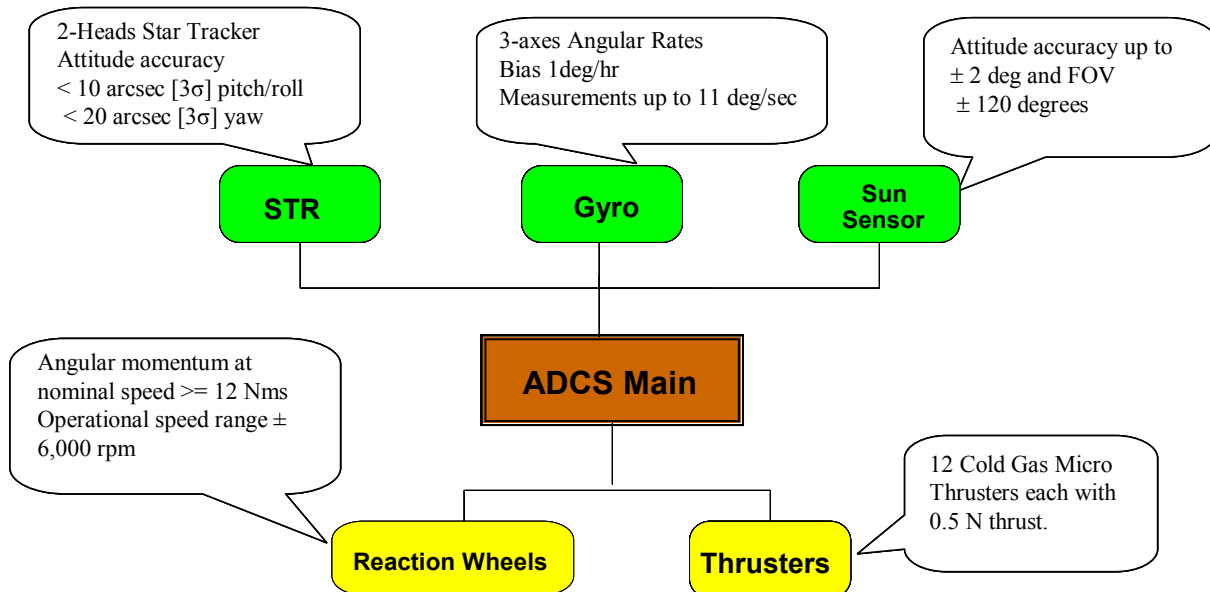 2-Heads Star Tracker
Attitude accuracy
< 10 arcsec [3σ] pitch/roll
< 20 arcsec [3σ] yaw
3-axes Angular Rates
Bias 1deg/hr
Measurements up to 11 deg/sec
Attitude accuracy up to
± 2 deg and FOV
± 120 degrees
STR
Gyro
Sun
Sensor
ADCS Main
Angular momentum at
nominal speed >= 12 Nms
Operational speed range ±
6,000 rpm
12 Cold Gas Micro
Thrusters each with
0.5 N thrust.
Reaction Wheels
Thrusters